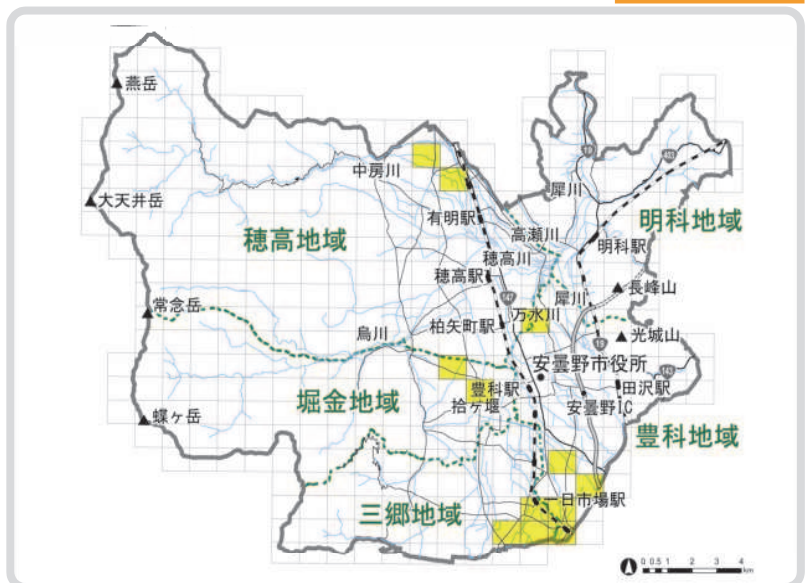 燕岳
中房川
犀川
19
403
大天井岳
有明駅
高瀬川
明科地域
穂高地域
穂高川
明科駅
穂高駅
犀川
長峰山
常念岳
147
万水川
烏川
柏矢町駅
19
光城山
安曇野市役所
143
豊科駅
田沢駅
堀金地域
拾ケ堰
安曇野IC
蝶ヶ岳
豊科地域
一日市場駅
三郷地域
0 0.5 1 2 3 4
km